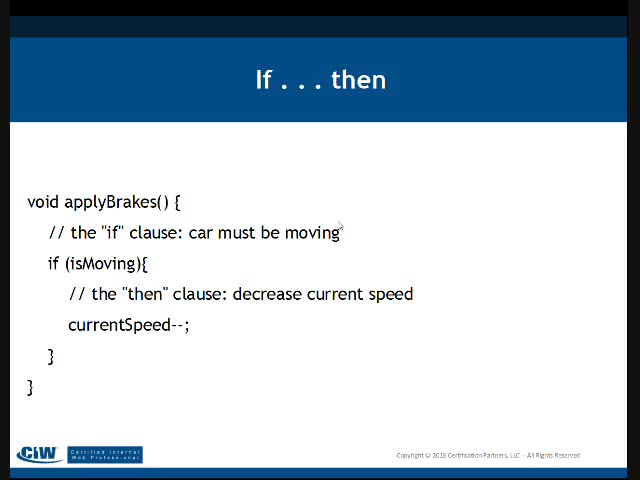 If . . . then
void applyBrakes() {
// the "if" clause: car must be moving
if (isMoving){
// the "then" clause: decrease current speed
currentSpeed--;
}
}
CIW
Certified Internet
Web Professional
Copyright © 2013 Certification Partners, LLC -- All Rights Reserved